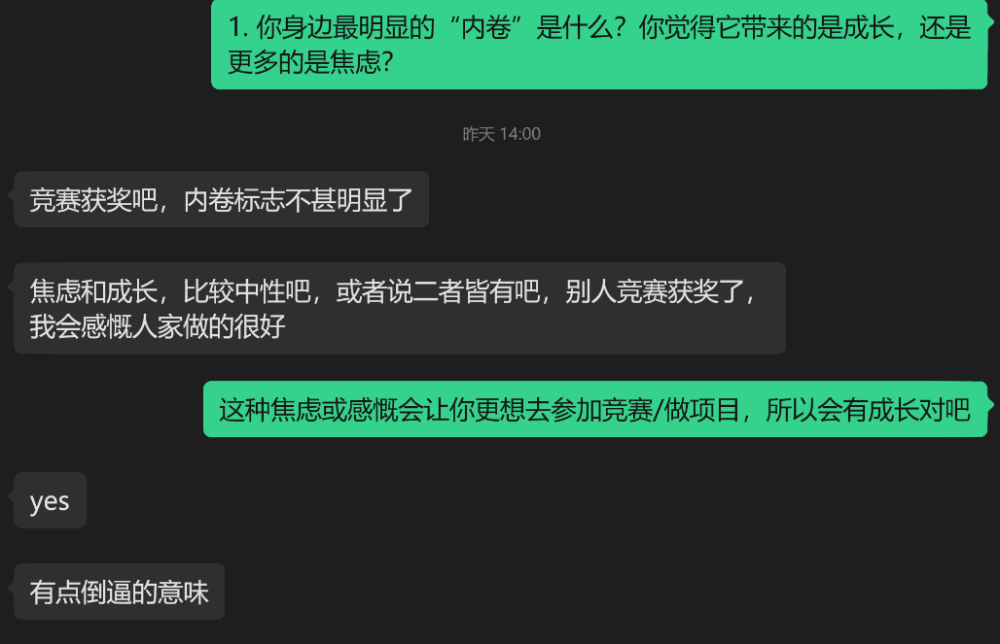 1. 你身边最明显的“内卷”是什么？你觉得它带来的是成长，还是
更多的是焦虑？
昨天 14:00
竞赛获奖吧，内卷标志不甚明显了
焦虑和成长，比较中性吧，或者说二者皆有吧，别人竞赛获奖了，
我会感慨人家做的很好
这种焦虑或感慨会让你更想去参加竞赛/做项目，所以会有成长对吧
yes
有点倒逼的意味